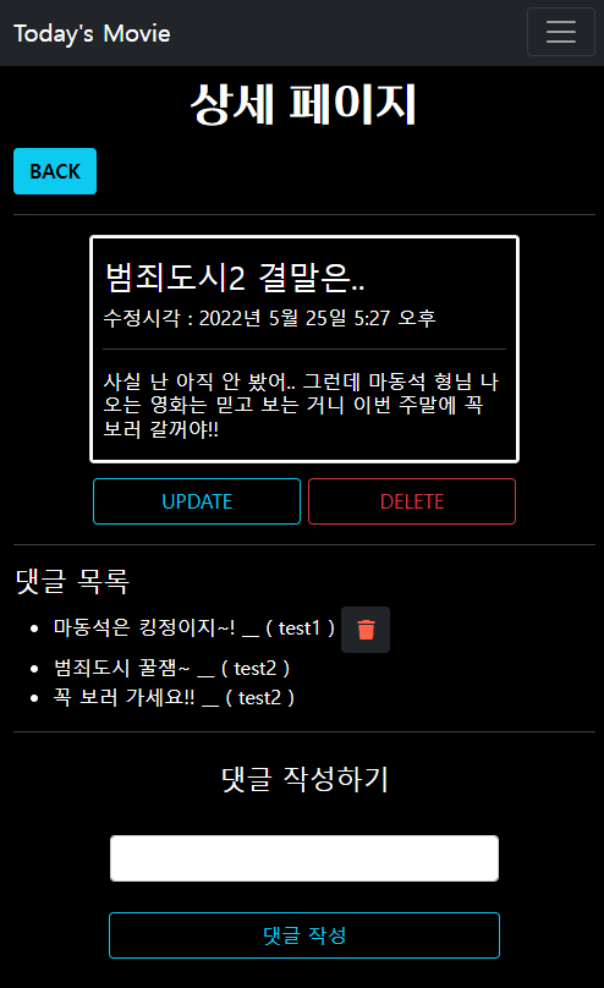 Today's Movie
상세 페이지
BACK
범죄도시2 결말은..
수정시각 : 2022년 5월 25일 5:27 오후
사실 난 아직 안 봤어.. 그런데 마동석 형님 나
오는 영화는 믿고 보는 거니 이번 주말에 꼭
보러 갈꺼야!!
UPDATE
DELETE
댓글 목록
마동석은 킹정이지~! __ ( test1 )
범죄도시 꿀잼~ __ ( test2 )
꼭 보러 가세요!! __ ( test2 )
댓글 작성하기
댓글 작성